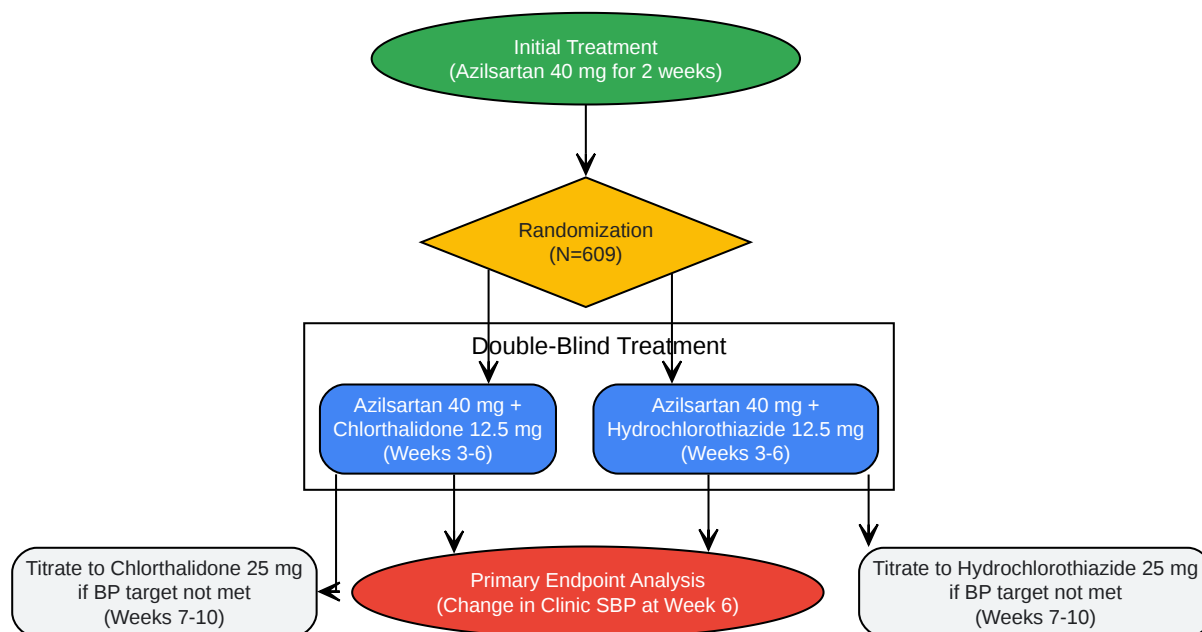 Initial Treatment
(Azilsartan 40 mg for 2 weeks)
Randomization
(N=609)
Double-Blind Treatment
Azilsartan 40 mg +
Chlorthalidone 12.5 mg
(Weeks 3-6)
Azilsartan 40 mg +
Hydrochlorothiazide 12.5 mg
(Weeks 3-6)
Titrate to Chlorthalidone 25 mg
if BP target not met
(Weeks 7-10)
Primary Endpoint Analysis
(Change in Clinic SBP at Week 6)
Titrate to Hydrochlorothiazide 25 mg
if BP target not met
(Weeks 7-10)